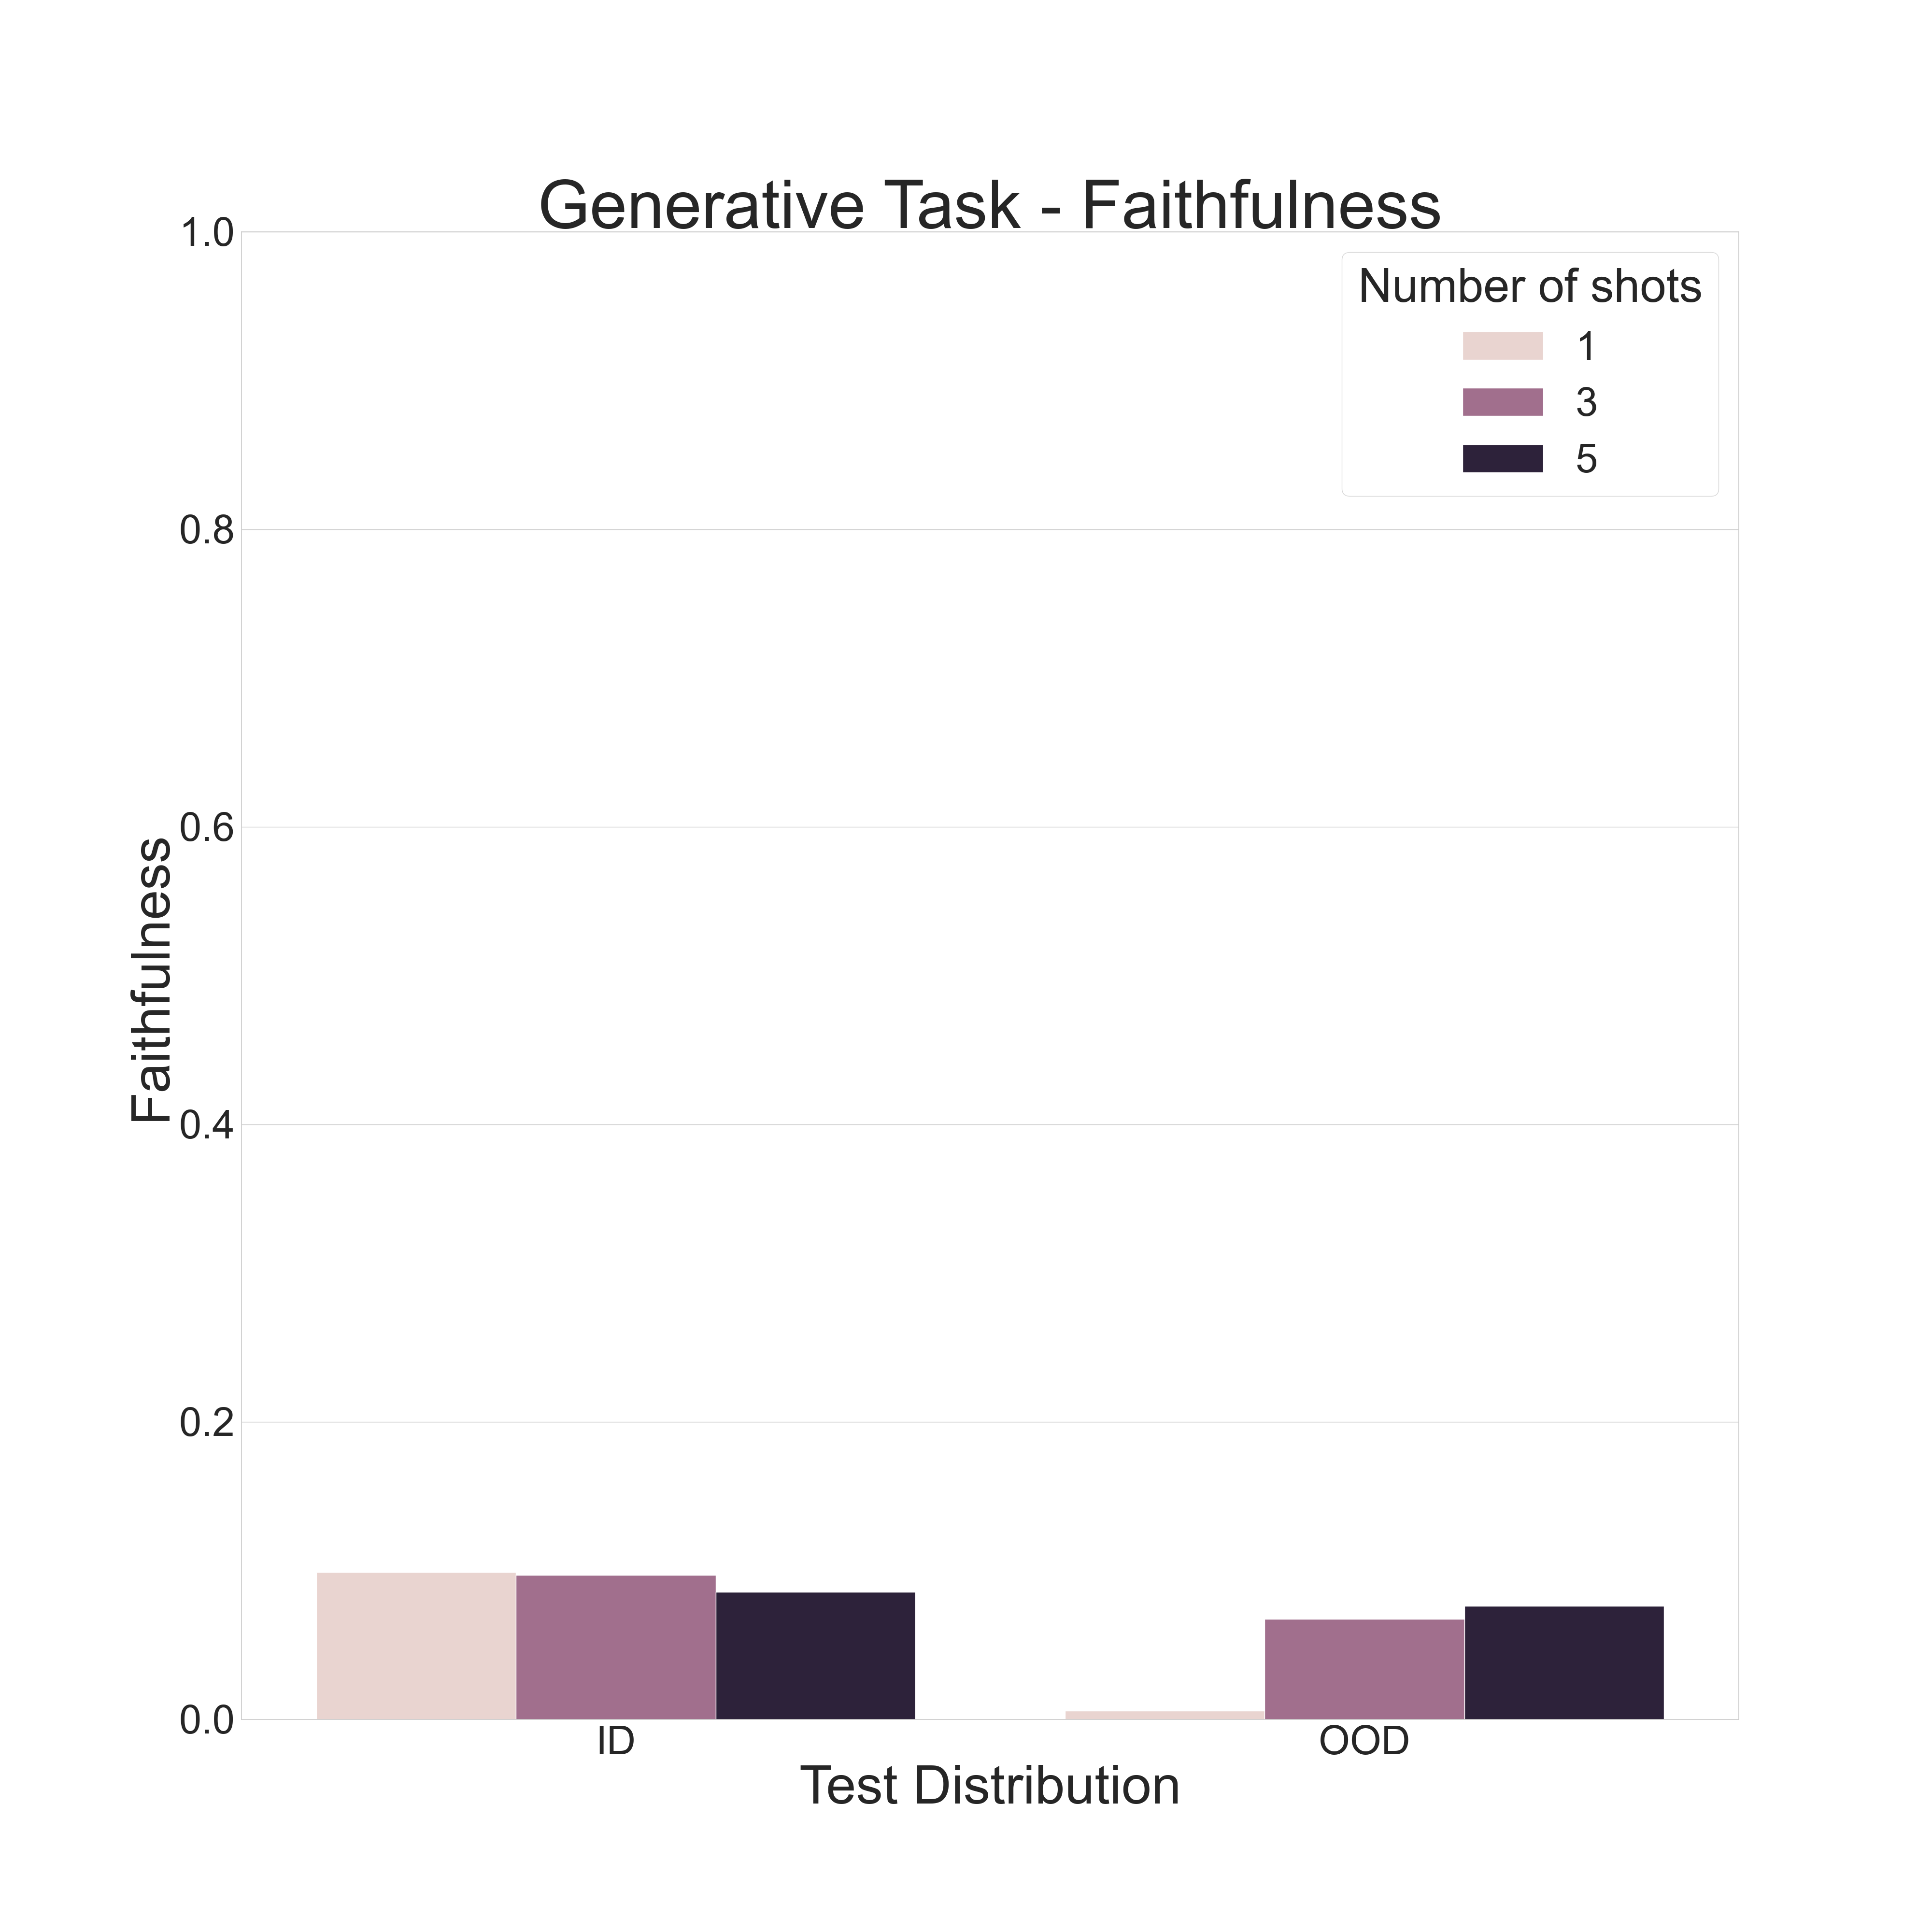 Generative Task - Faithfulness
Number of shots
1
3
5
1.0
0.8
0.6
0.4
0.2
0.0
Faithfulness
ID
OOD
Test Distribution